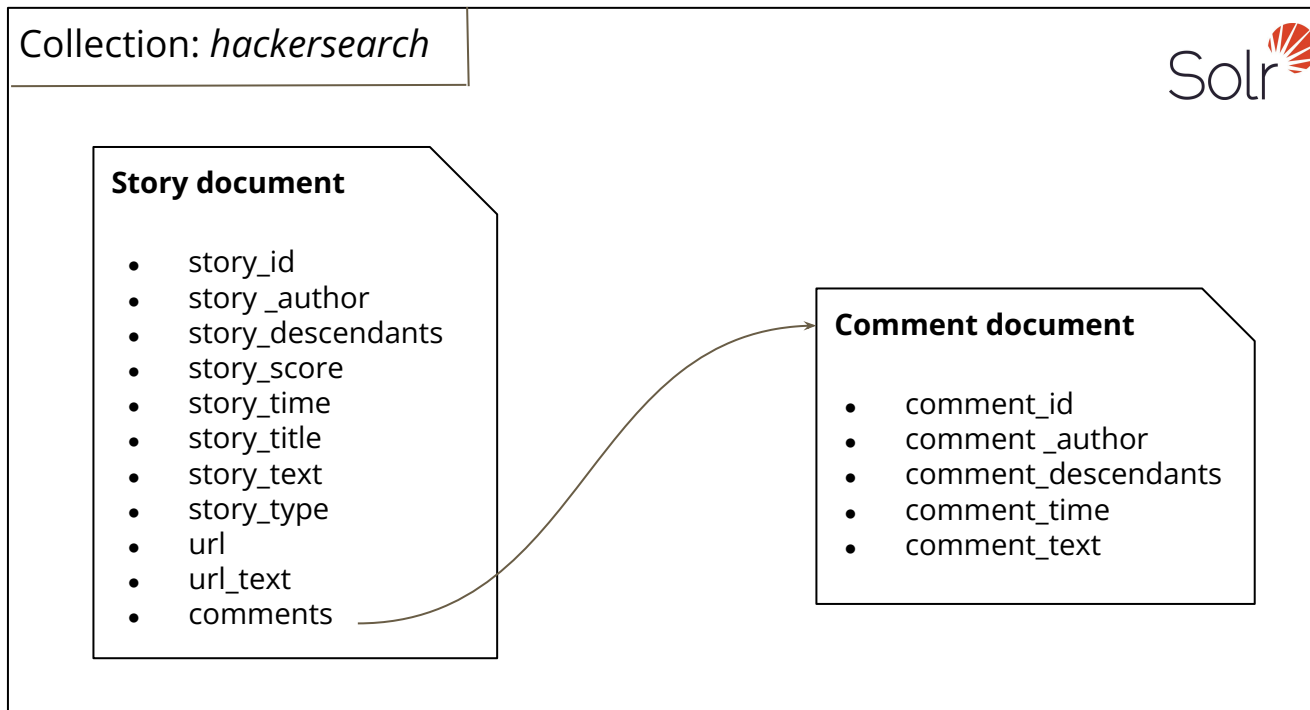 Collection: hackersearch
Solr
Story document
● story_id
● story _author
● story_descendants
● story_score
● story_time
● story_title
● story_text
● story_type
● url
● url_text
● comments
Comment document
● comment_id
● comment _author
● comment_descendants
● comment_time
● comment_text